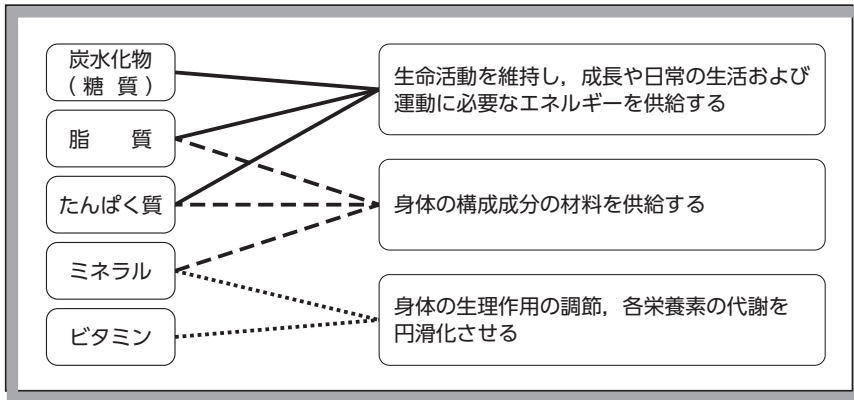 炭水化物
(糖 質)
脂 質
たんぱく質
ミネラル
ビタミン
生命活動を維持し，成長や日常の生活および
運動に必要なエネルギーを供給する
身体の構成成分の材料を供給する
身体の生理作用の調節，各栄養素の代謝を
円滑化させる